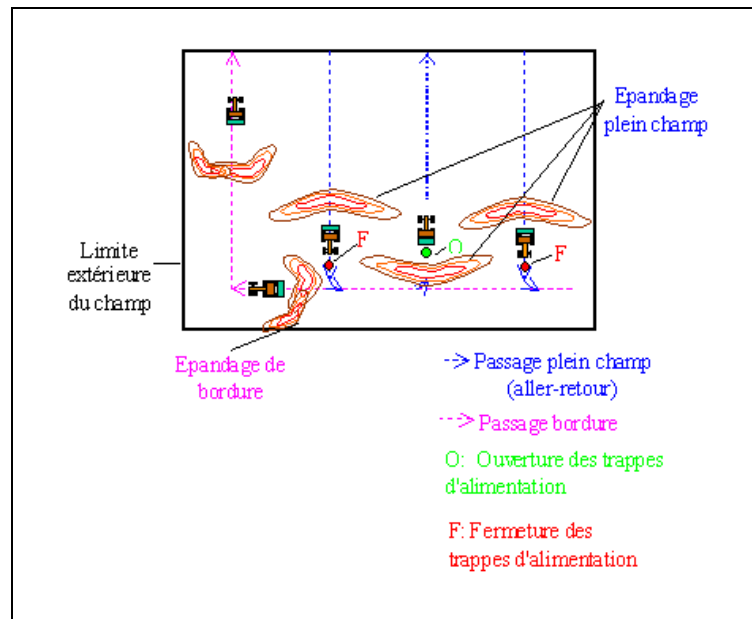 Epandage
plein champ
F
O
F
Limite
extérieure
du champ
Epandage de
bordure
Passage plein champ
(aller-retour)
Passage bordure
O: Ouverture des trappes
d'alimentation
F: Fermeture des
trappes d'alimentation